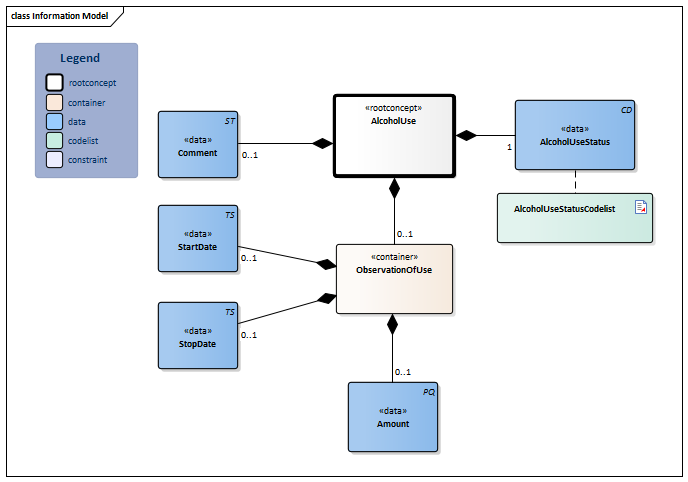 class Information Model
Legend
rootconcept
container
data
codelist
constraint
«rootconcept»
AlcoholUse
ST
«data»
Comment
0..1
CD
«data»
AlcoholUseStatus
1
AlcoholUseStatusCodelist
0..1
TS
«data»
StartDate
0..1
«container»
ObservationOfUse
TS
«data»
StopDate
0..1
0..1
PQ
«data»
Amount